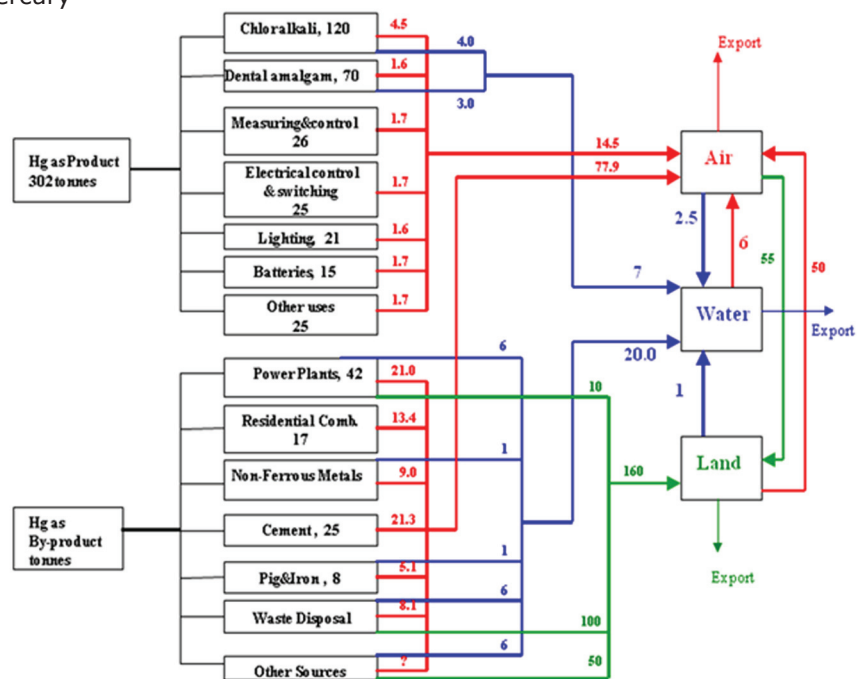 ercury
Chloralkali, 120
Dental amalgam, 70
Measuring&control
26
Hg as Product
302 tonnes
Electrical control
& switching
25
Lighting, 21
Batteries, 15
Other uses
25
4.5
4.0
1.6
3.0
1.7
1.7
1.6
1.7
1.7
14.5
77.9
7
Export
Air
2.5
6
55
50
Water
Export
20.0
1
Land
Export
Power Plants, 42
Residential Comb.
17
Non-Ferrous Metals
Hg as
By-product
tonnes
Cement, 25
Pig&Iron, 8
Waste Disposal
Other Sources
6
21.0
10
13.4
1
9.0
160
21.3
1
5.1
6
8.1
100
6
50